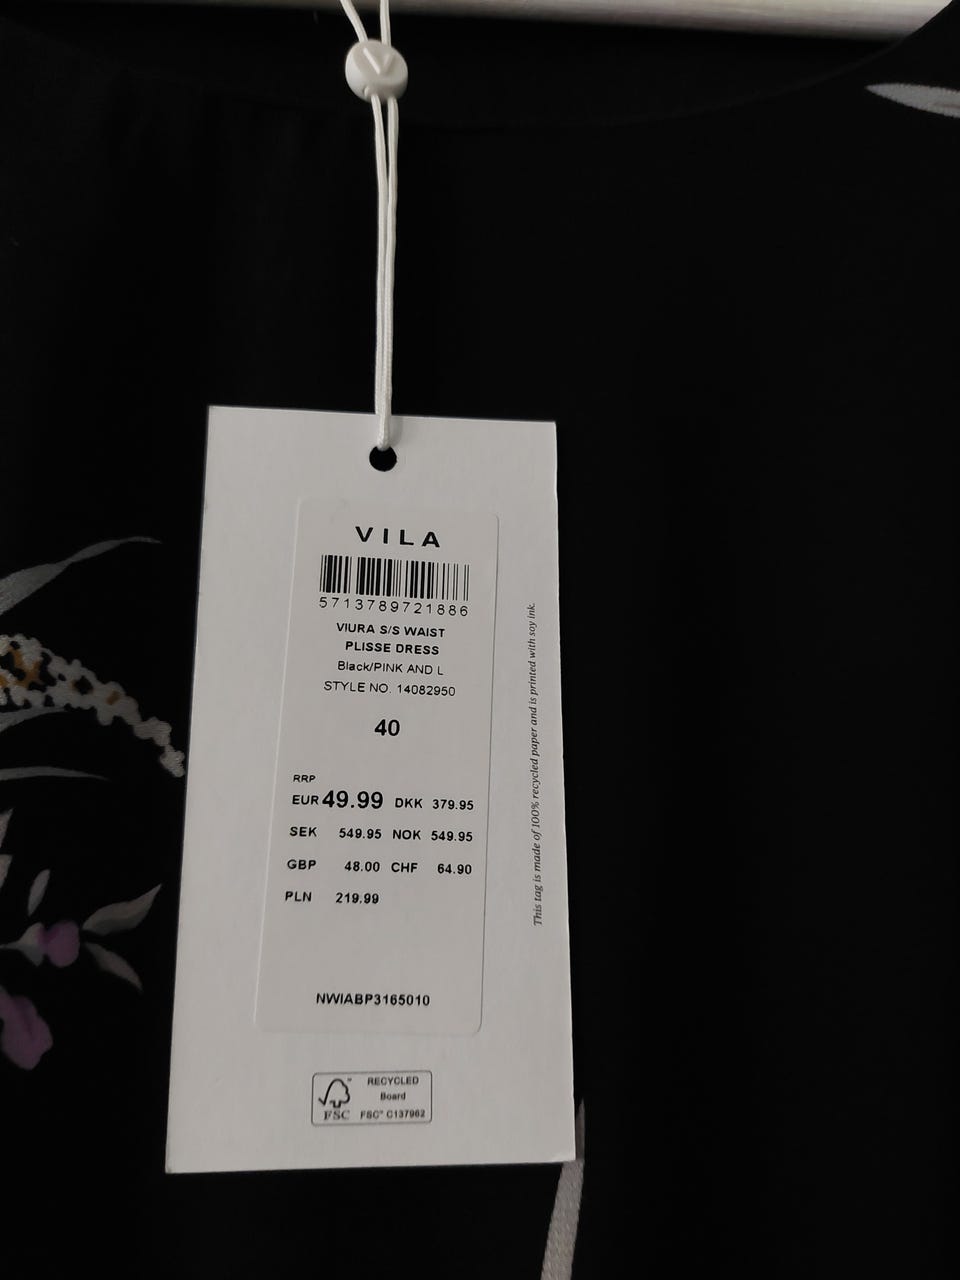 V
VILA
5713789721886
VIURA S/S WAIST
PLISSE DRESS
Black/PINK AND L
STYLE NO. 14082950
40
RRP
EUR 49.99 DKK 379.95
SEK 549.95 NOK 549.95
GBP 48.00 CHF 64.90
PLN 219.99
NWIABP3165010
This tag is made of 100% recycled paper and is printed with soy ink.
FSC™
RECYCLED
Board
FSC™ C137962